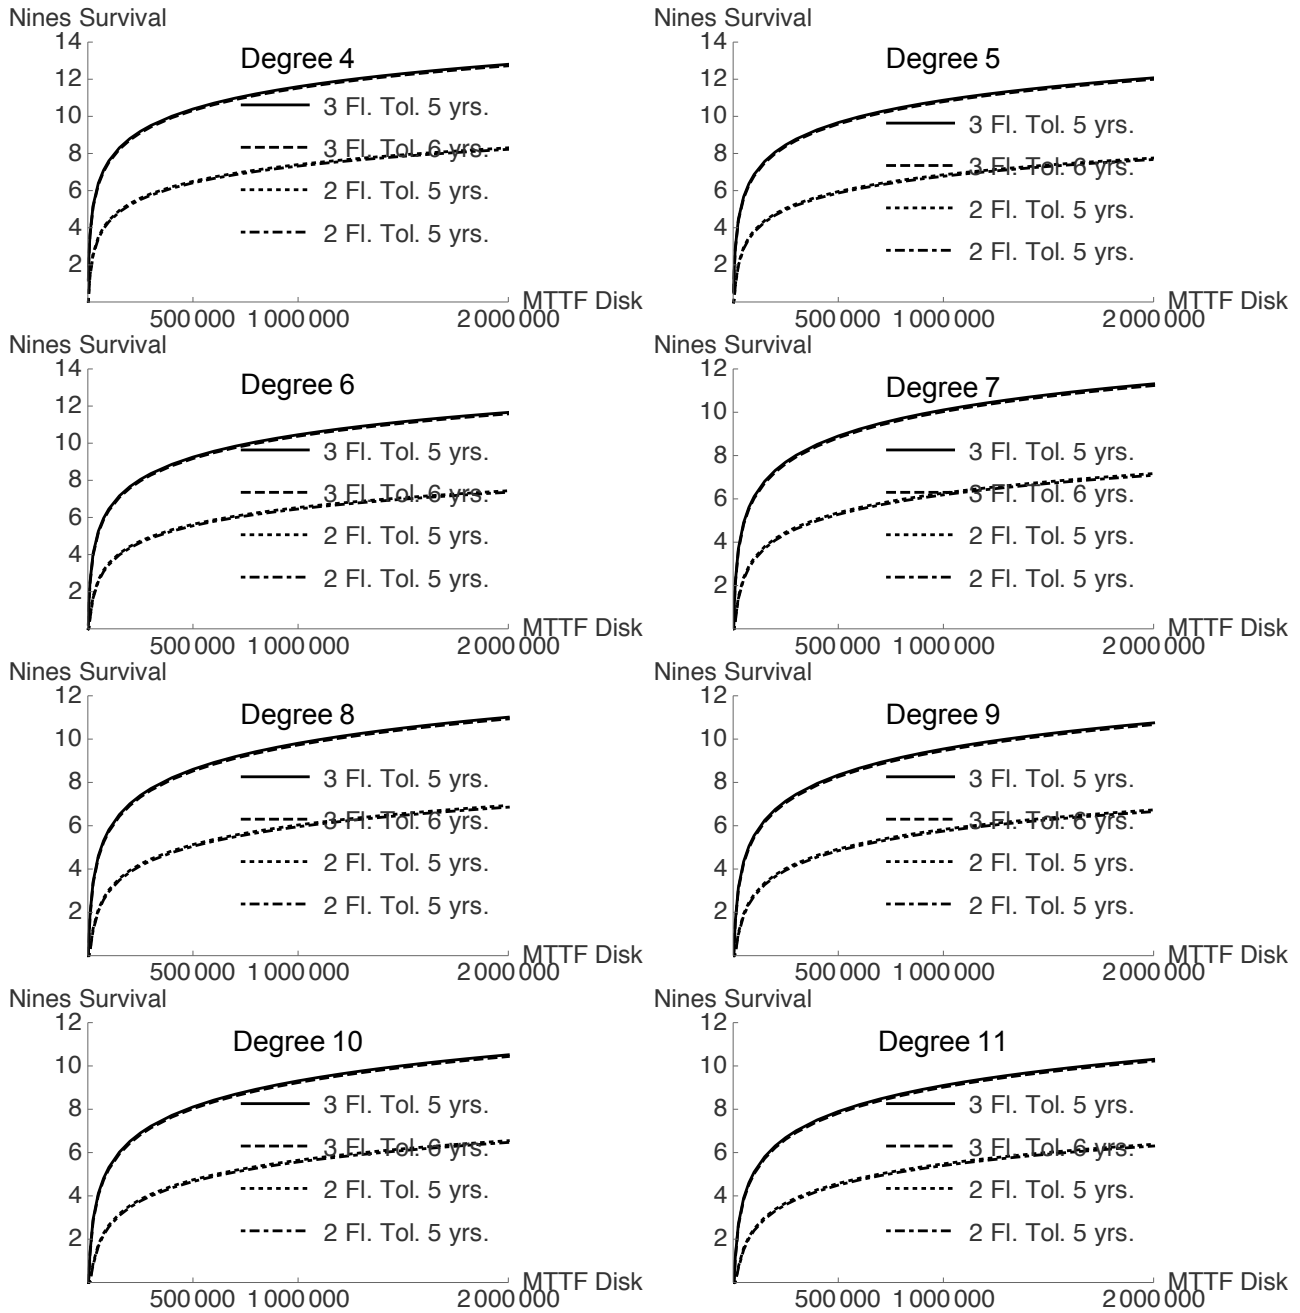 Nines Survival
14
Degree 4
12
10
3 Fl. Tol. 5 yrs.
8
3 Fl. Tol. 6 yrs.
6
2 Fl. Tol. 5 yrs.
4
2 Fl. Tol. 5 yrs.
2
MTTF Disk
500 000
1 000 000
2 000 000
Nines Survival
14
Degree 5
12
10
3 Fl. Tol. 5 yrs.
8
3 Fl. Tol. 6 yrs.
6
2 Fl. Tol. 5 yrs.
4
2 Fl. Tol. 5 yrs.
2
MTTF Disk
500 000
1 000 000
2 000 000
Nines Survival
14
Degree 6
12
10
3 Fl. Tol. 5 yrs.
8
3 Fl. Tol. 6 yrs.
6
2 Fl. Tol. 5 yrs.
4
2 Fl. Tol. 5 yrs.
2
MTTF Disk
500 000
1 000 000
2 000 000
Nines Survival
12
Degree 7
10
3 Fl. Tol. 5 yrs.
8
3 Fl. Tol. 6 yrs.
6
2 Fl. Tol. 5 yrs.
4
2 Fl. Tol. 5 yrs.
2
MTTF Disk
500 000
1 000 000
2 000 000
Nines Survival
12
Degree 8
10
3 Fl. Tol. 5 yrs.
8
3 Fl. Tol. 6 yrs.
6
2 Fl. Tol. 5 yrs.
4
2 Fl. Tol. 5 yrs.
2
MTTF Disk
500 000
1 000 000
2 000 000
Nines Survival
12
Degree 9
10
3 Fl. Tol. 5 yrs.
8
3 Fl. Tol. 6 yrs.
6
2 Fl. Tol. 5 yrs.
4
2 Fl. Tol. 5 yrs.
2
MTTF Disk
500 000
1 000 000
2 000 000
Nines Survival
12
Degree 10
10
3 Fl. Tol. 5 yrs.
8
3 Fl. Tol. 6 yrs.
6
2 Fl. Tol. 5 yrs.
4
2 Fl. Tol. 5 yrs.
2
MTTF Disk
500 000
1 000 000
2 000 000
Nines Survival
12
Degree 11
10
3 Fl. Tol. 5 yrs.
8
3 Fl. Tol. 6 yrs.
6
2 Fl. Tol. 5 yrs.
4
2 Fl. Tol. 5 yrs.
2
MTTF Disk
500 000
1 000 000
2 000 000